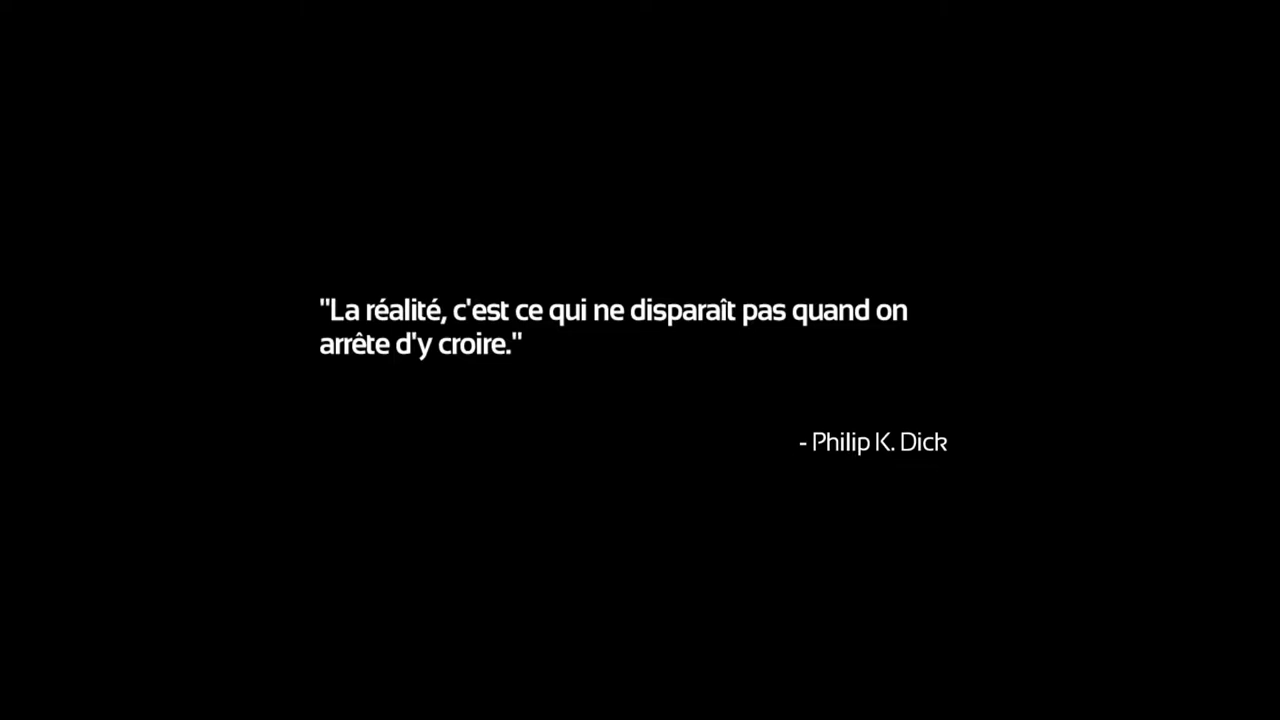 "La réalité, c'est ce qui ne disparaît pas quand on
arrête d'y croire."
- Philip K. Dick